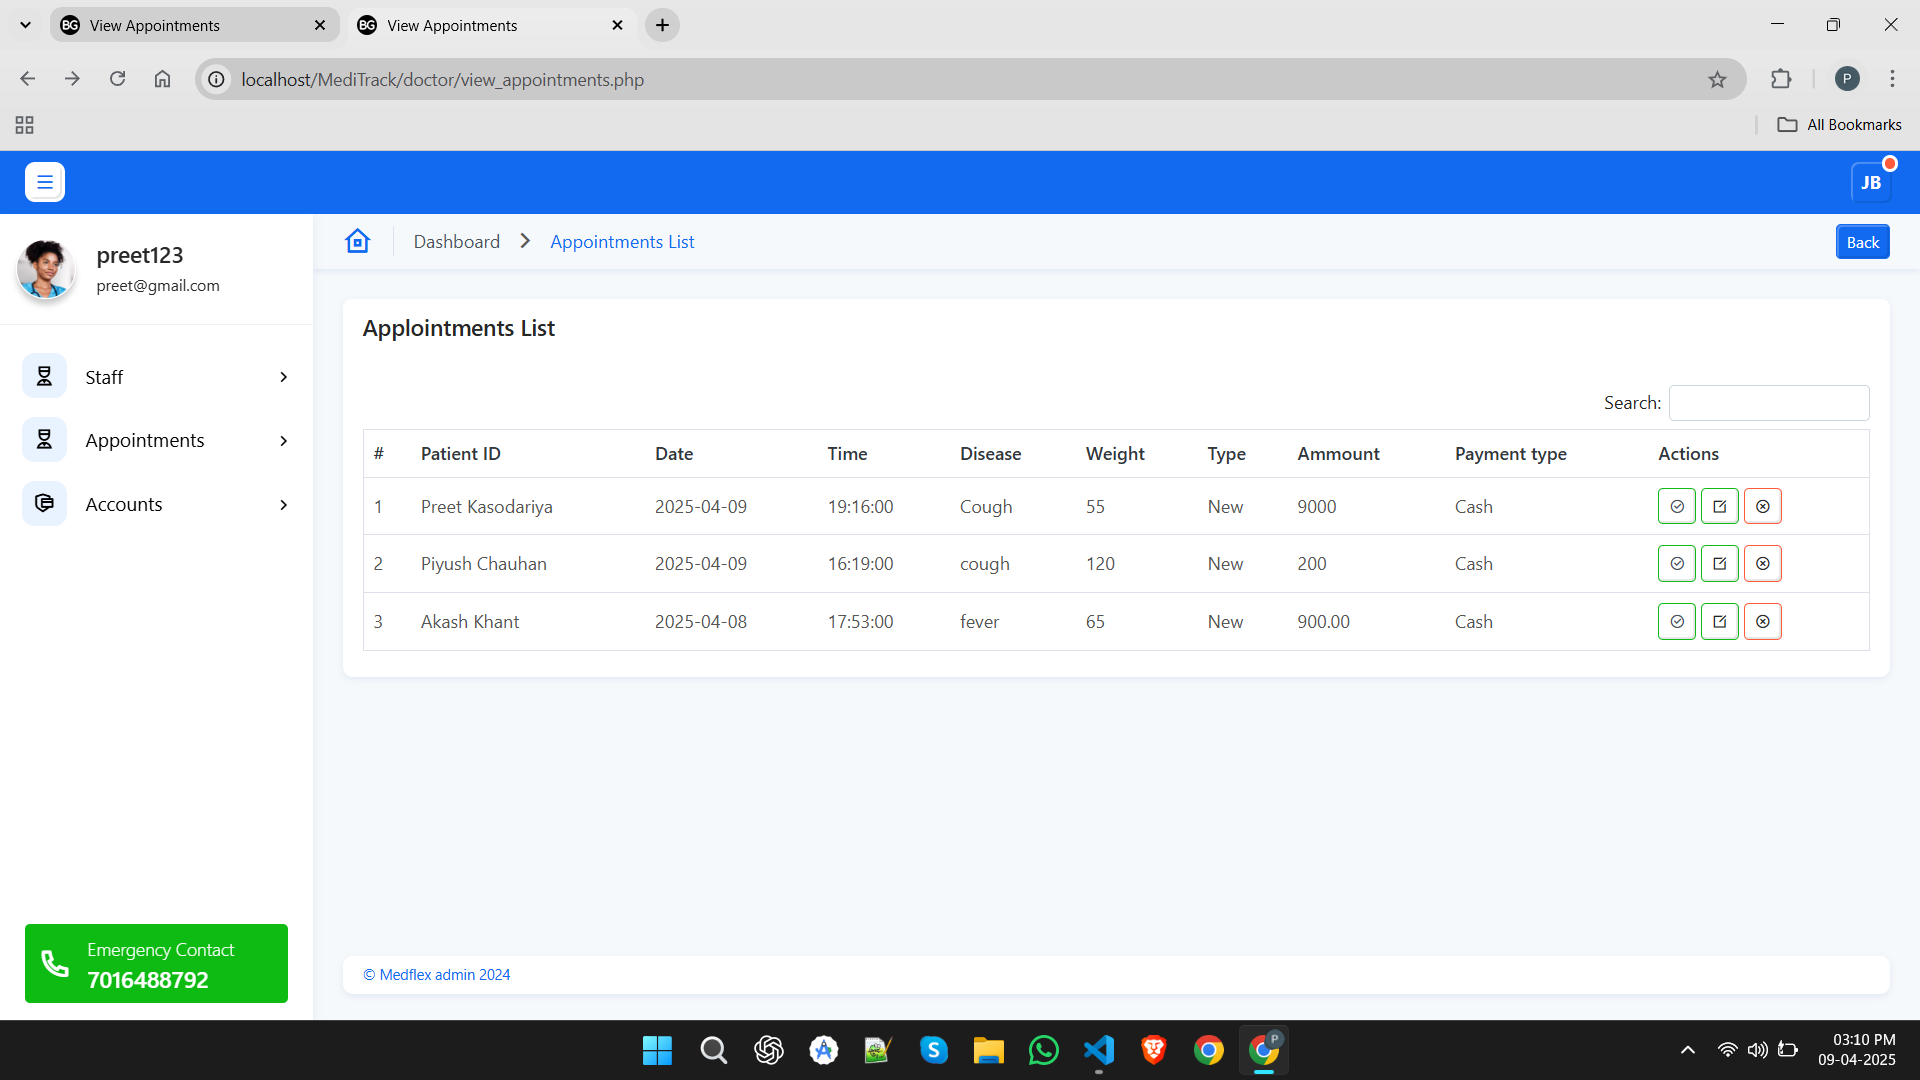 BG View Appointments
BG View Appointments
localhost/MediTrack/doctor/view_appointments.php
P
All Bookmarks
JB
preet123
preet@gmail.com
Dashboard > Appointments List
Back
Staff
Appointments
Accounts
Applointments List
Search:
# Patient ID Date Time Disease Weight Type Ammount Payment type Actions
1 Preet Kasodariya 2025-04-09 19:16:00 Cough 55 New 9000 Cash
2 Piyush Chauhan 2025-04-09 16:19:00 cough 120 New 200 Cash
3 Akash Khant 2025-04-08 17:53:00 fever 65 New 900.00 Cash
Emergency Contact
7016488792
© Medflex admin 2024
P
03:10 PM
09-04-2025